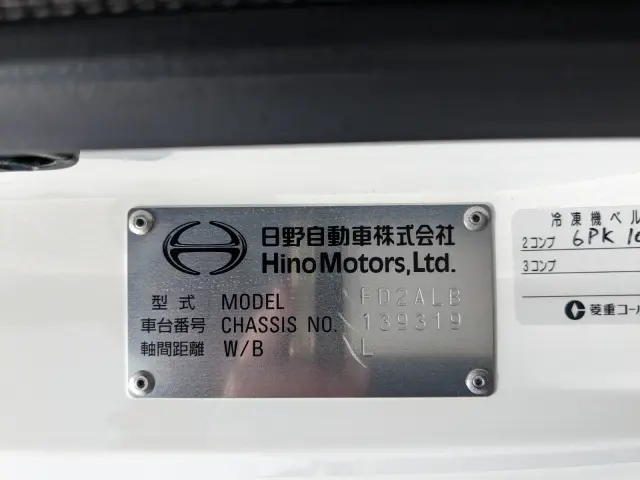 日野自動車株式会社
Hino Motors, Ltd.
型式 MODEL FD2ALB
車台番号 CHASSIS NO. 139319
軸間距離 W/B L
冷凍機ベル
2コンプ 6PK
3コンプ
菱重コー